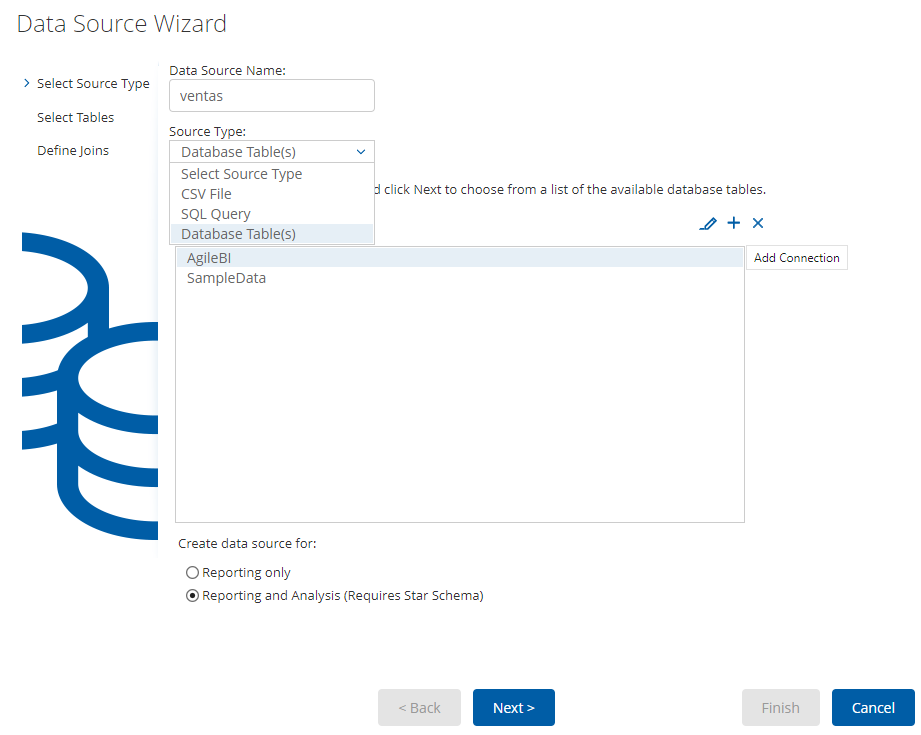 Data Source Wizard
Select Source Type
Select Tables
Define Joins
Data Source Name:
ventas
Source Type:
Database Table(s)
Select Source Type
CSV File
SQL Query
Database Table(s)
click Next to choose from a list of the available database tables.
AgileBI
SampleData
Add Connection
Create data source for:
Reporting only
Reporting and Analysis (Requires Star Schema)
< Back
Next >
Finish
Cancel